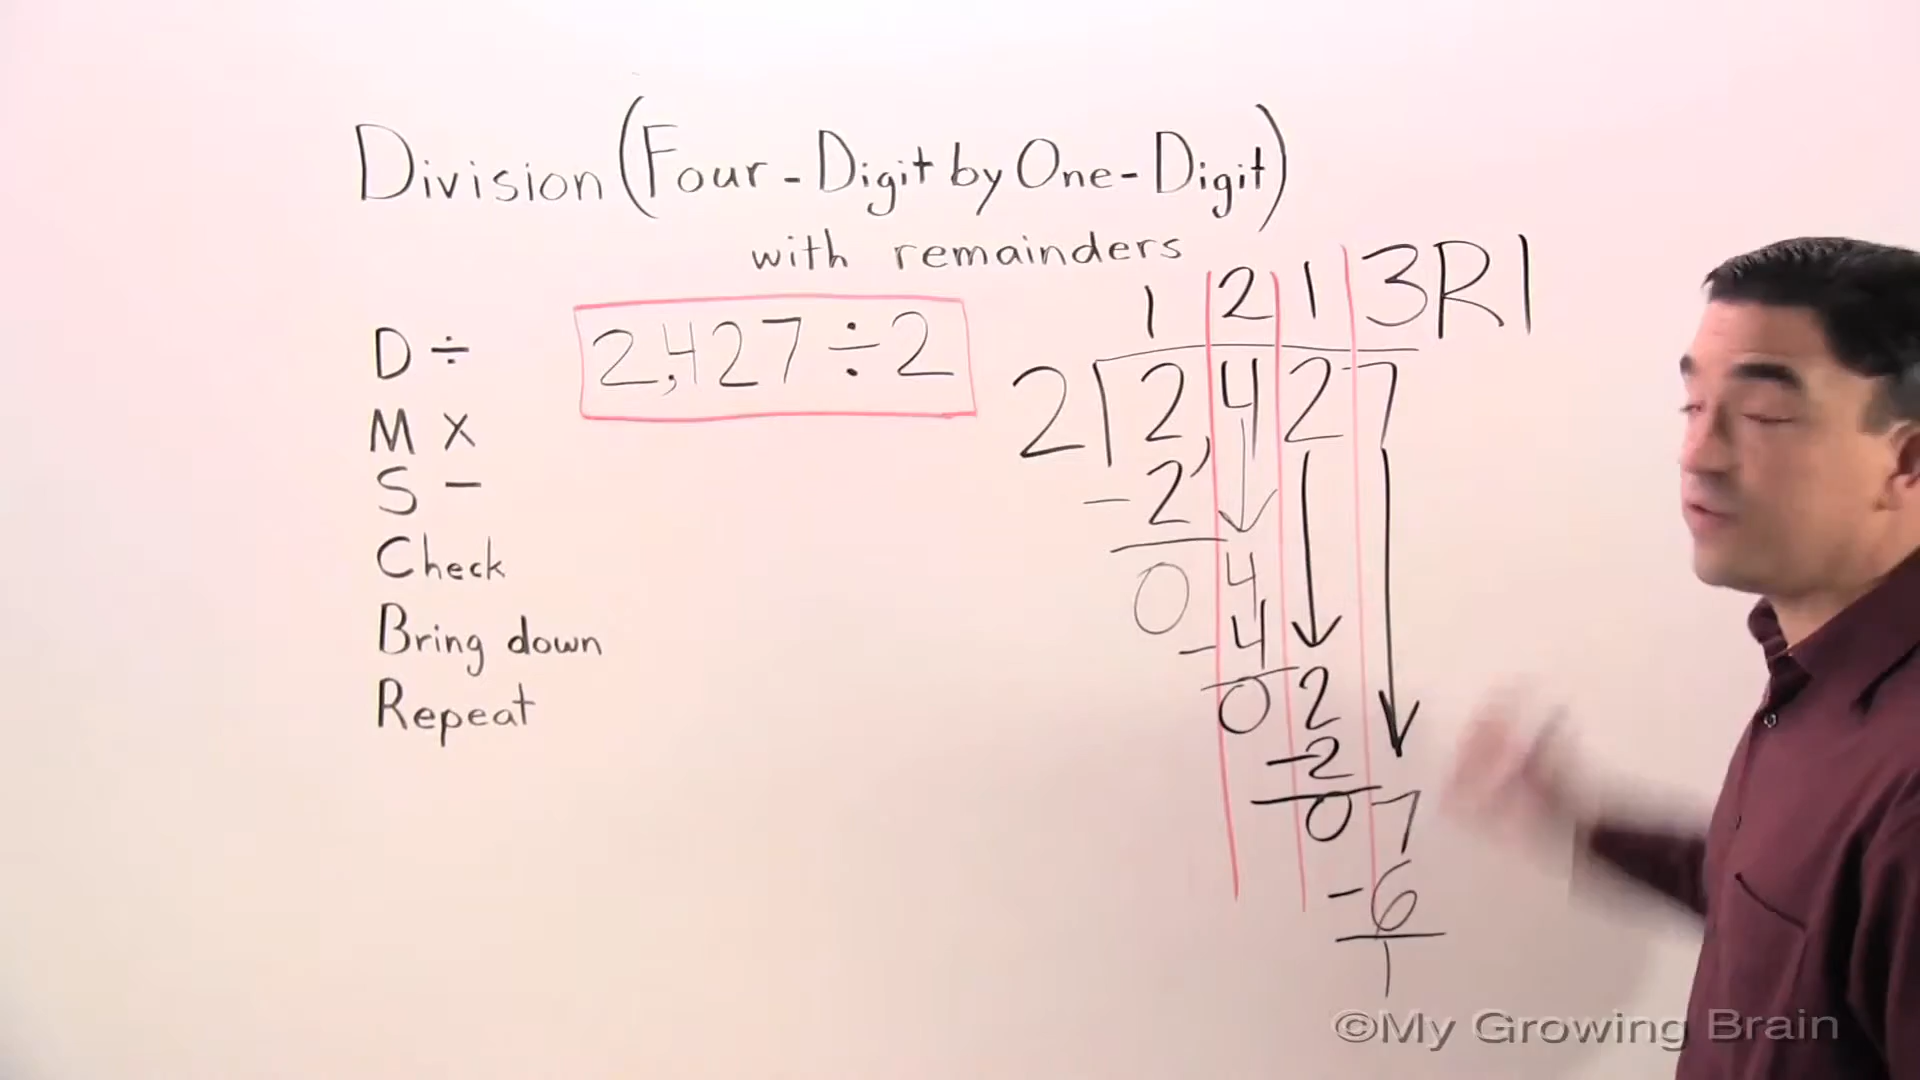 Division (Four-Digit by One-Digit)
with remainders
D ÷
M ×
S −
Check
Bring down
Repeat
2,427 ÷ 2
1 2 1 3 R 1
2 2,427
− 2
0 4
− 4
0 2
− 2
0 7
− 6
1
©My Growing Brain